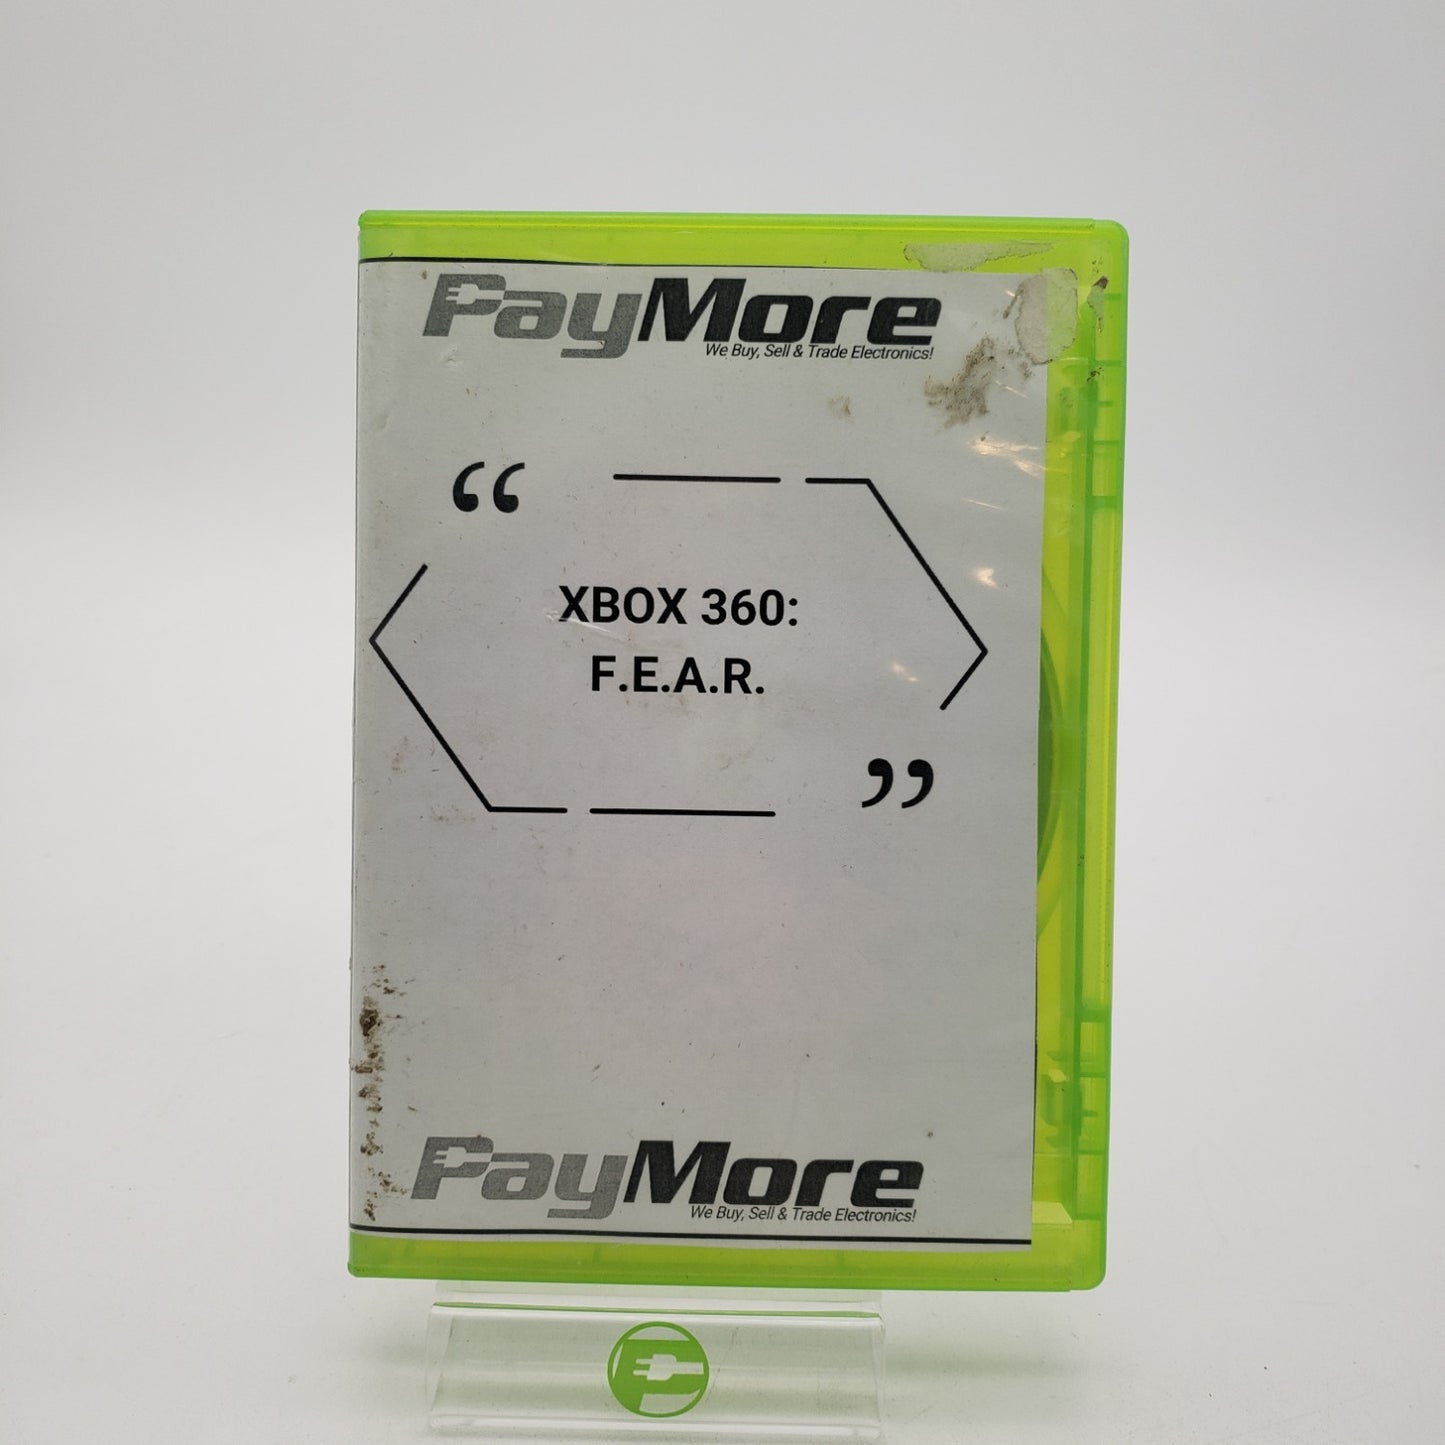 PayMore
We Buy, Sell & Trade Electronics!
“
XBOX 360:
F.E.A.R.
”
PayMore
We Buy, Sell & Trade Electronics!